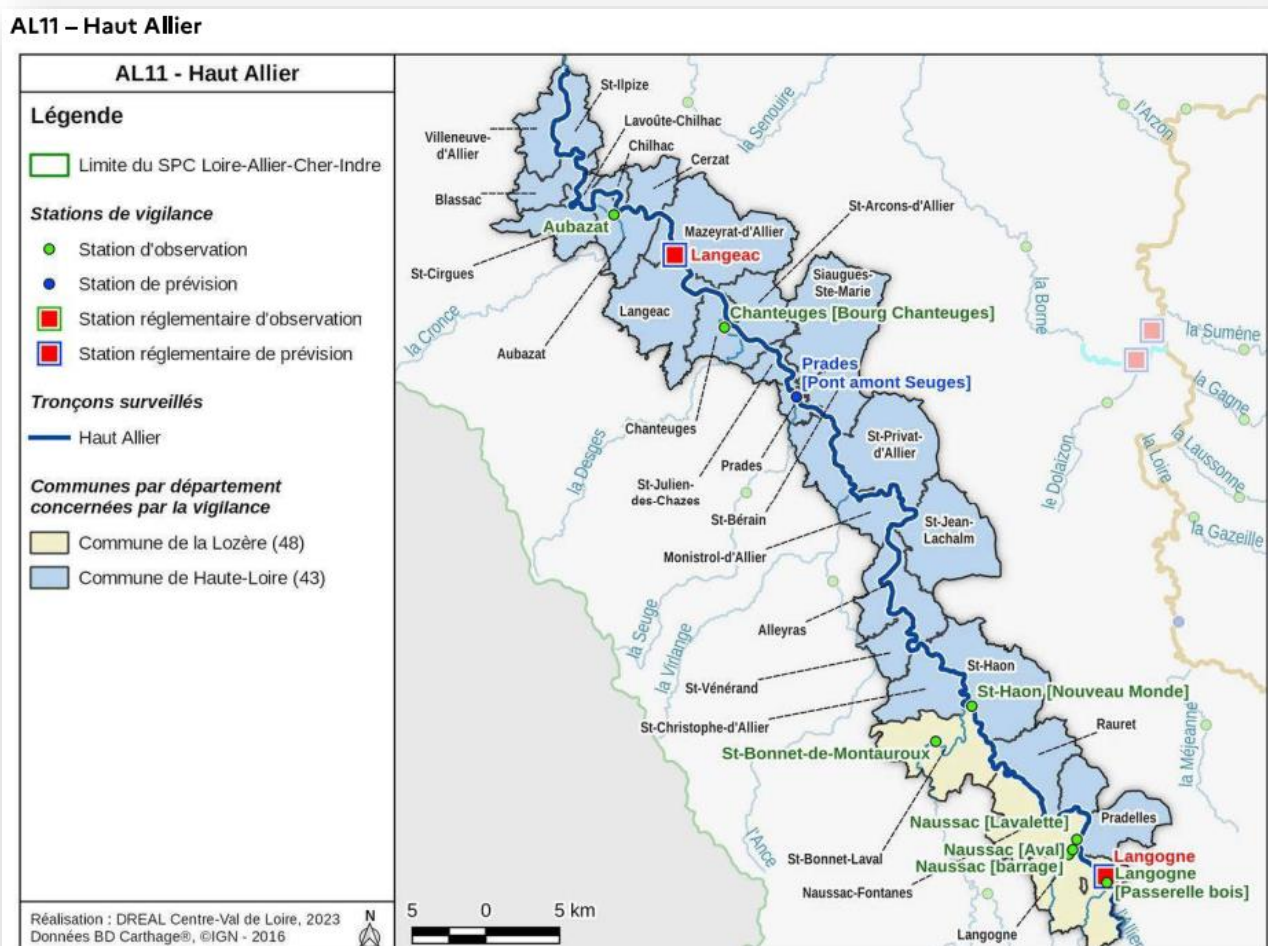 AL11 – Haut Allier
AL11 - Haut Allier
Légende
Limite du SPC Loire-Allier-Cher-Indre
Stations de vigilance
Station d'observation
Station de prévision
Station réglementaire d'observation
Station réglementaire de prévision
Tronçons surveillés
Haut Allier
Communes par département
concernées par la vigilance
Commune de la Lozère (48)
Commune de Haute-Loire (43)
Réalisation : DREAL Centre-Val de Loire, 2023
Données BD Carthage®, ©IGN - 2016
N
St-Ilpize
la Senouire
l'Arzon
Villeneuve-
d'Allier
Lavoûte-Chilhac
Chilhac
Cerzat
Blassac
St-Arcons-d'Allier
Aubazat
Mazeyrat-d'Allier
Langeac
St-Cirgues
Siaugues-
Ste-Marie
la Borne
Langeac
Chanteuges [Bourg Chanteuges]
la Sumène
la Cronce
Aubazat
Prades
[Pont amont Seuges]
la Gagne
Chanteuges
la Desges
Prades
St-Privat-
d'Allier
le Dolaizon
la Loire
la Laussonne
St-Julien-
des-Chazes
St-Bérain
St-Jean-
Lachalm
la Gazeille
Monistrol-d'Allier
Alleyras
la Seuge
la Virlange
St-Haon
St-Vénérand
St-Haon [Nouveau Monde]
St-Christophe-d'Allier
Rauret
la Méjeanne
St-Bonnet-de-Montauroux
Naussac [Lavalette]
Pradelles
l'Ance
Naussac [Aval]
St-Bonnet-Laval
Naussac [barrage]
Langogne
Langogne
[Passerelle bois]
Naussac-Fontanes
Langogne
l'Allier
5 0 5 km